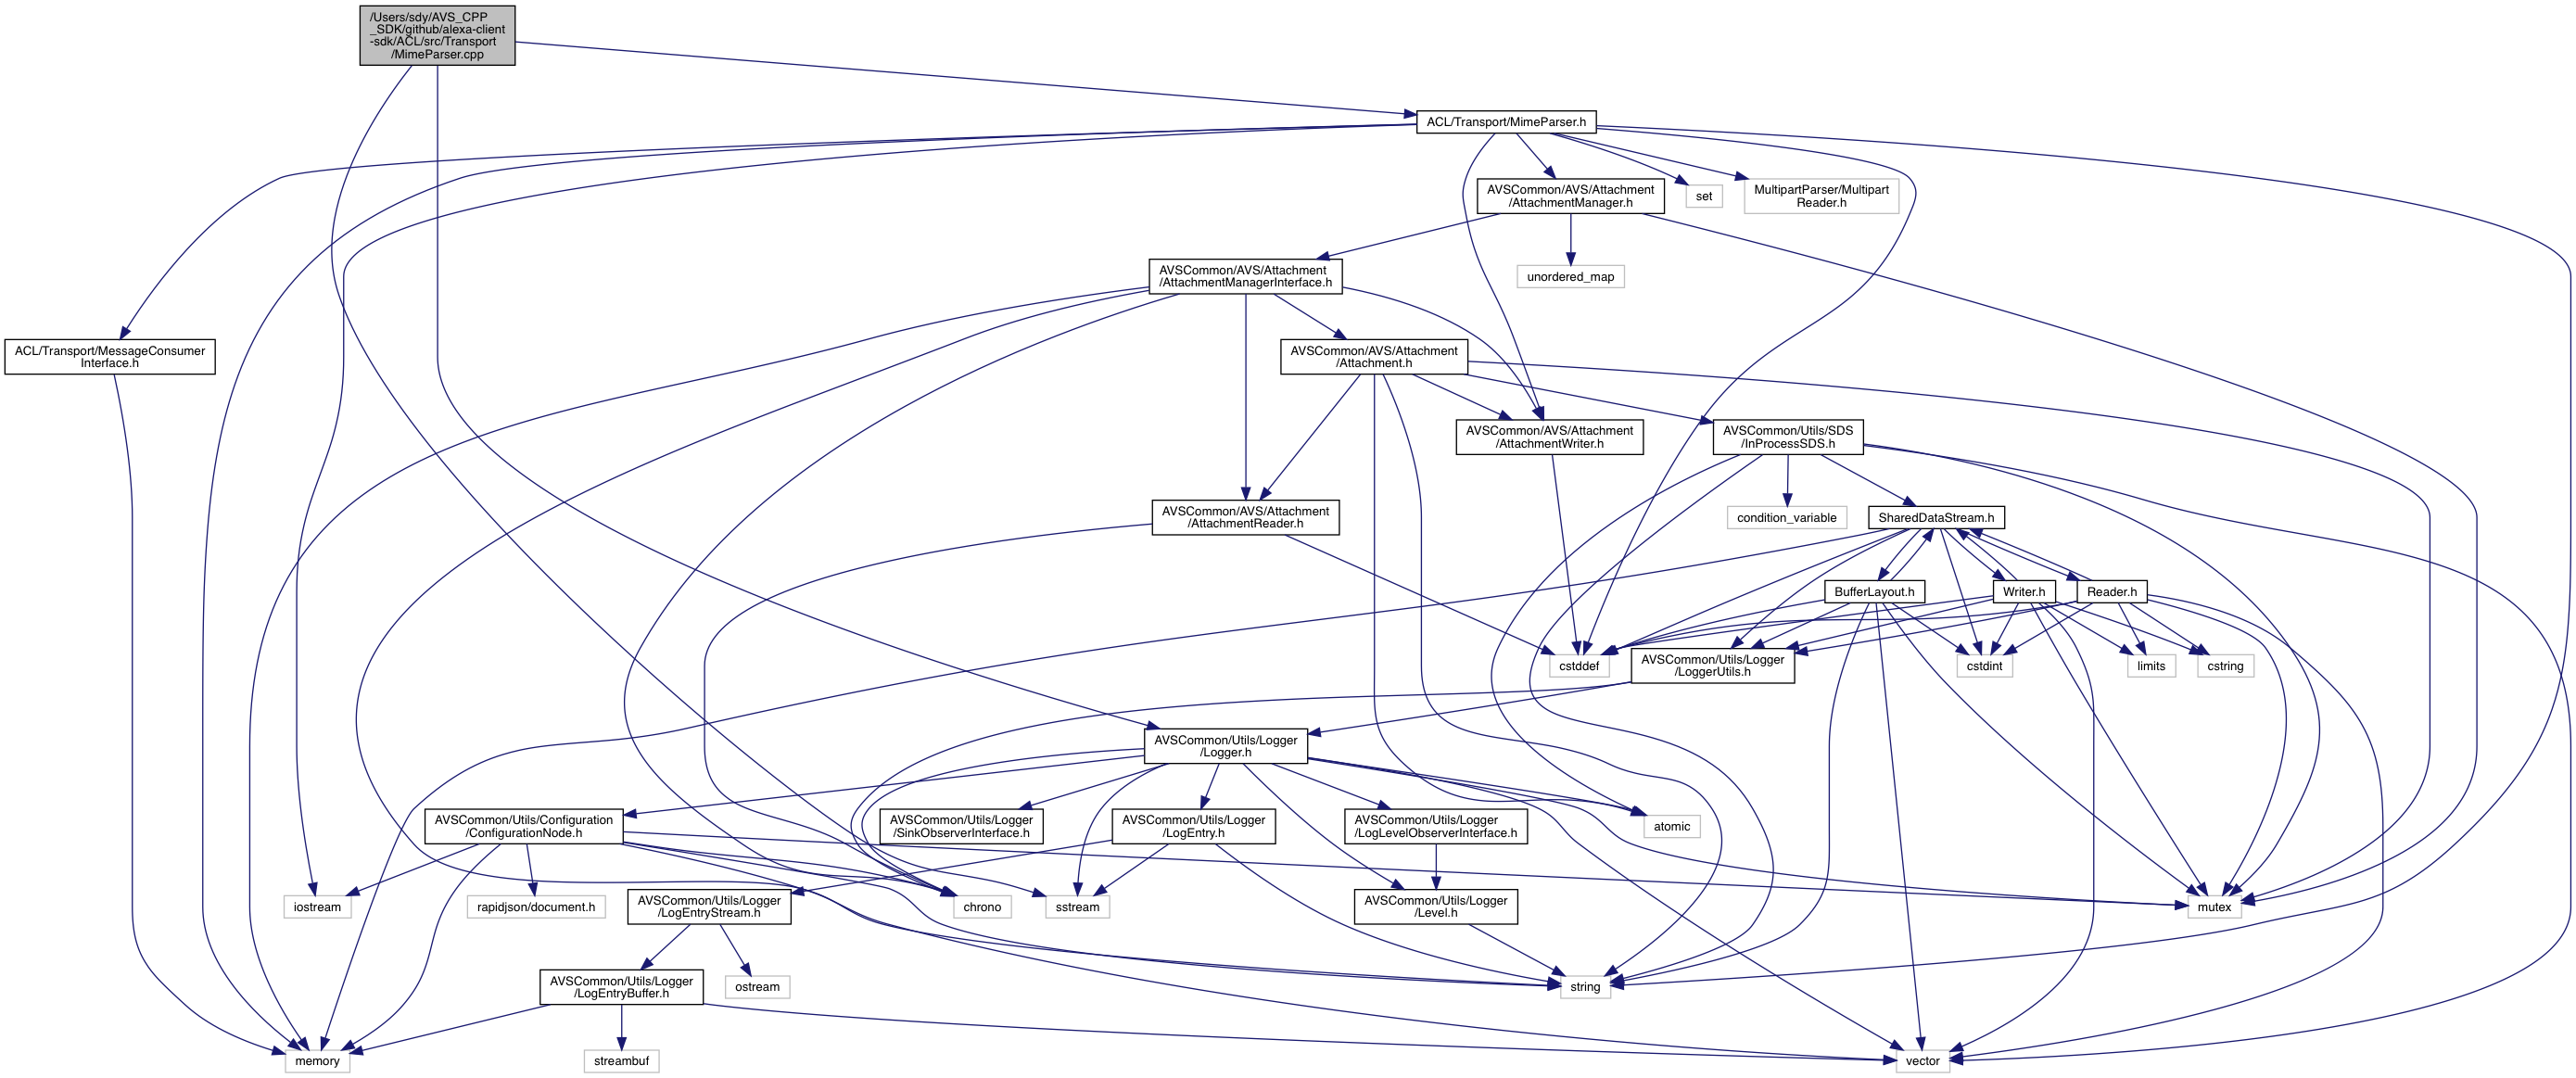 /Users/sdy/AVS_CPP
_SDK/github/alexa-client
-sdk/ACL/src/Transport
/MimeParser.cpp
ACL/Transport/MimeParser.h
AVSCommon/AVS/Attachment
/AttachmentManager.h
set
MultipartParser/Multipart
Reader.h
AVSCommon/AVS/Attachment
/AttachmentManagerInterface.h
unordered_map
ACL/Transport/MessageConsumer
Interface.h
AVSCommon/AVS/Attachment
/Attachment.h
AVSCommon/AVS/Attachment
/AttachmentWriter.h
AVSCommon/Utils/SDS
/InProcessSDS.h
AVSCommon/AVS/Attachment
/AttachmentReader.h
condition_variable
SharedDataStream.h
BufferLayout.h
Writer.h
Reader.h
cstddef
AVSCommon/Utils/Logger
/LoggerUtils.h
cstdint
limits
cstring
AVSCommon/Utils/Logger
/Logger.h
AVSCommon/Utils/Configuration
/ConfigurationNode.h
AVSCommon/Utils/Logger
/SinkObserverInterface.h
AVSCommon/Utils/Logger
/LogEntry.h
AVSCommon/Utils/Logger
/LogLevelObserverInterface.h
atomic
iostream
rapidjson/document.h
AVSCommon/Utils/Logger
/LogEntryStream.h
chrono
sstream
AVSCommon/Utils/Logger
/Level.h
mutex
AVSCommon/Utils/Logger
/LogEntryBuffer.h
ostream
string
memory
streambuf
vector